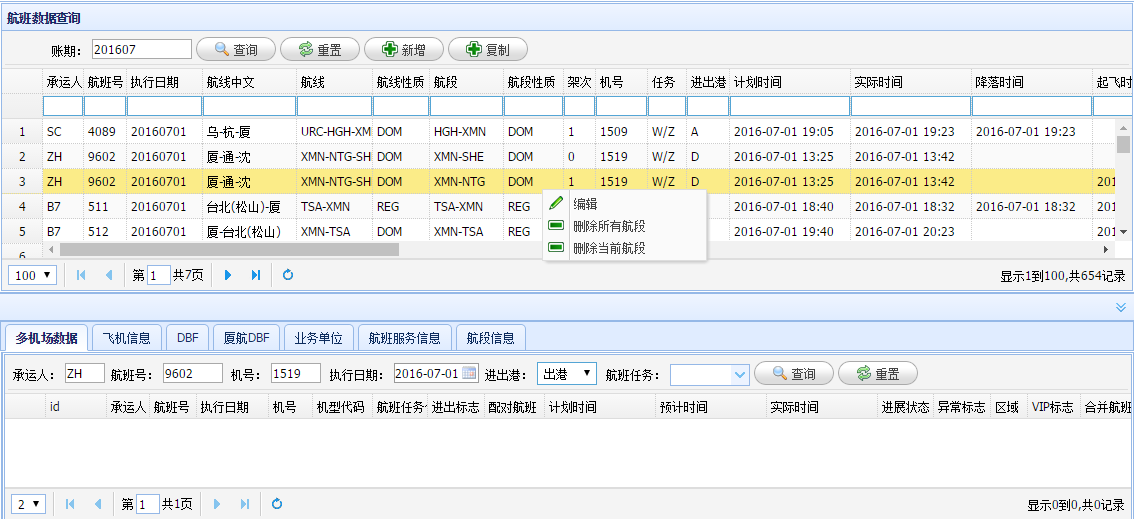 航班数据查询
账期: 201607 查询 重置 新增 复制
承运人 航班号 执行日期 航线中文 航线 航线性质 航段 航段性质 架次 机号 任务 进出港 计划时间 实际时间 降落时间 起飞时
1 SC 4089 20160701 乌-杭-厦 URC-HGH-XM DOM HGH-XMN DOM 1 1509 W/Z A 2016-07-01 19:05 2016-07-01 19:23 2016-07-01 19:23
2 ZH 9602 20160701 厦-通-沈 XMN-NTG-SH DOM XMN-SHE DOM 0 1519 W/Z D 2016-07-01 13:25 2016-07-01 13:42
3 ZH 9602 20160701 厦-通-沈 XMN-NTG-SH DOM XMN-NTG DOM 1 1519 W/Z D 2016-07-01 13:25 2016-07-01 13:42 201
4 B7 511 20160701 台北(松山)-厦 TSA-XMN REG TSA-XMN REG 2016-07-01 18:40 2016-07-01 18:32 2016-07-01 18:32
5 B7 512 20160701 厦-台北(松山) XMN-TSA DOM XMN-TSA REG 2016-07-01 19:40 2016-07-01 20:23 201
6
编辑
删除所有航段
删除当前航段
100 第 1 共7页 显示1到100,共654记录
多机场数据 飞机信息 DBF 厦航DBF 业务单位 航班服务信息 航段信息
承运人: ZH 航班号: 9602 机号: 1519 执行日期: 2016-07-01 进出港: 出港 航班任务: 查询 重置
id 承运人 航班号 执行日期 机号 机型代码 航班任务 进出标志 配对航班 计划时间 预计时间 实际时间 进展状态 异常标志 区域 VIP标志 合并航班
2 第 1 共1页 显示0到0,共0记录